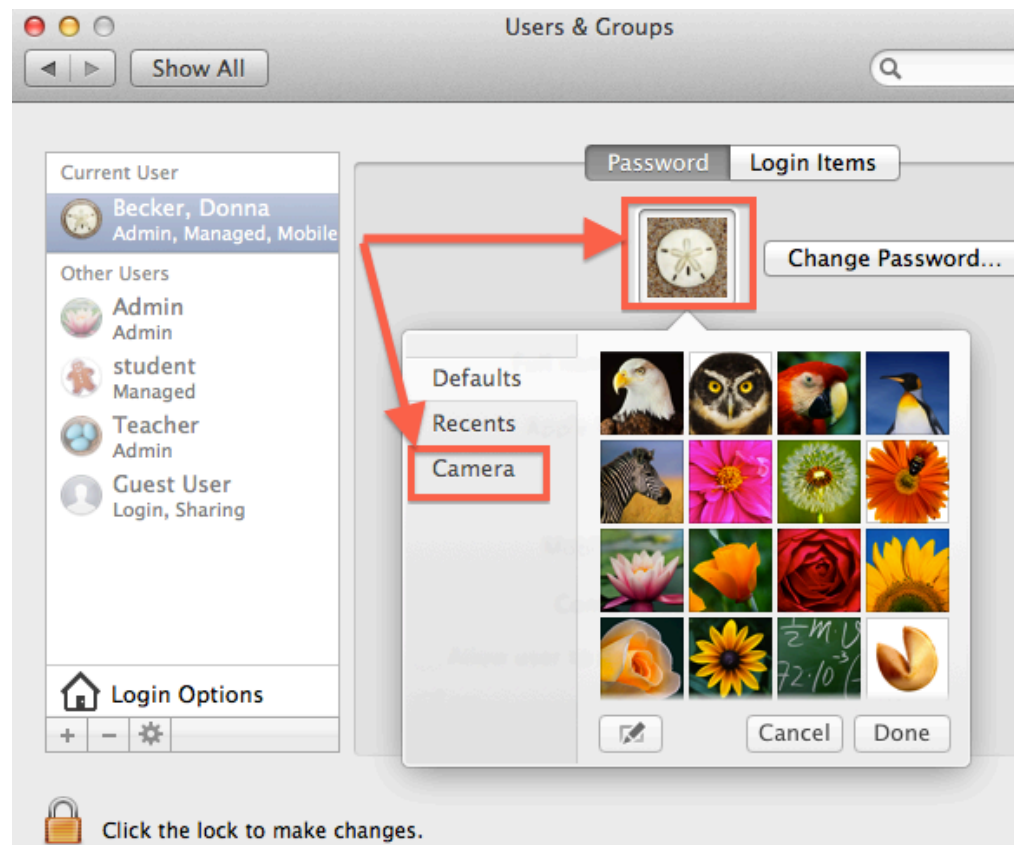 Users & Groups
Show All
Current User
Becker, Donna
Admin, Managed, Mobile
Other Users
Admin
Admin
student
Managed
Teacher
Admin
Guest User
Login, Sharing
Login Options
Password
Login Items
Change Password...
Defaults
Recents
Camera
Cancel
Done
Click the lock to make changes.